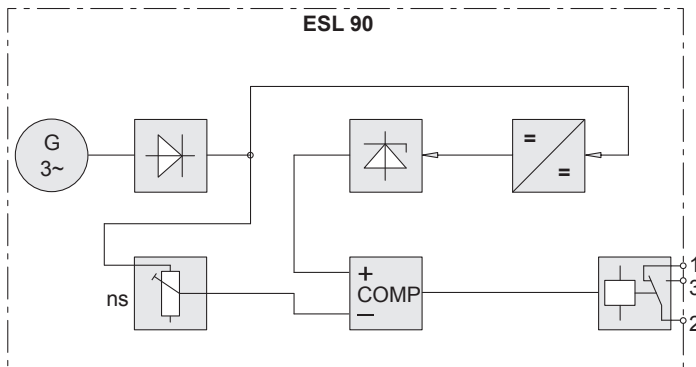 ESL 90
G
3~
=
=
ns
+
COMP
–
1
3
2